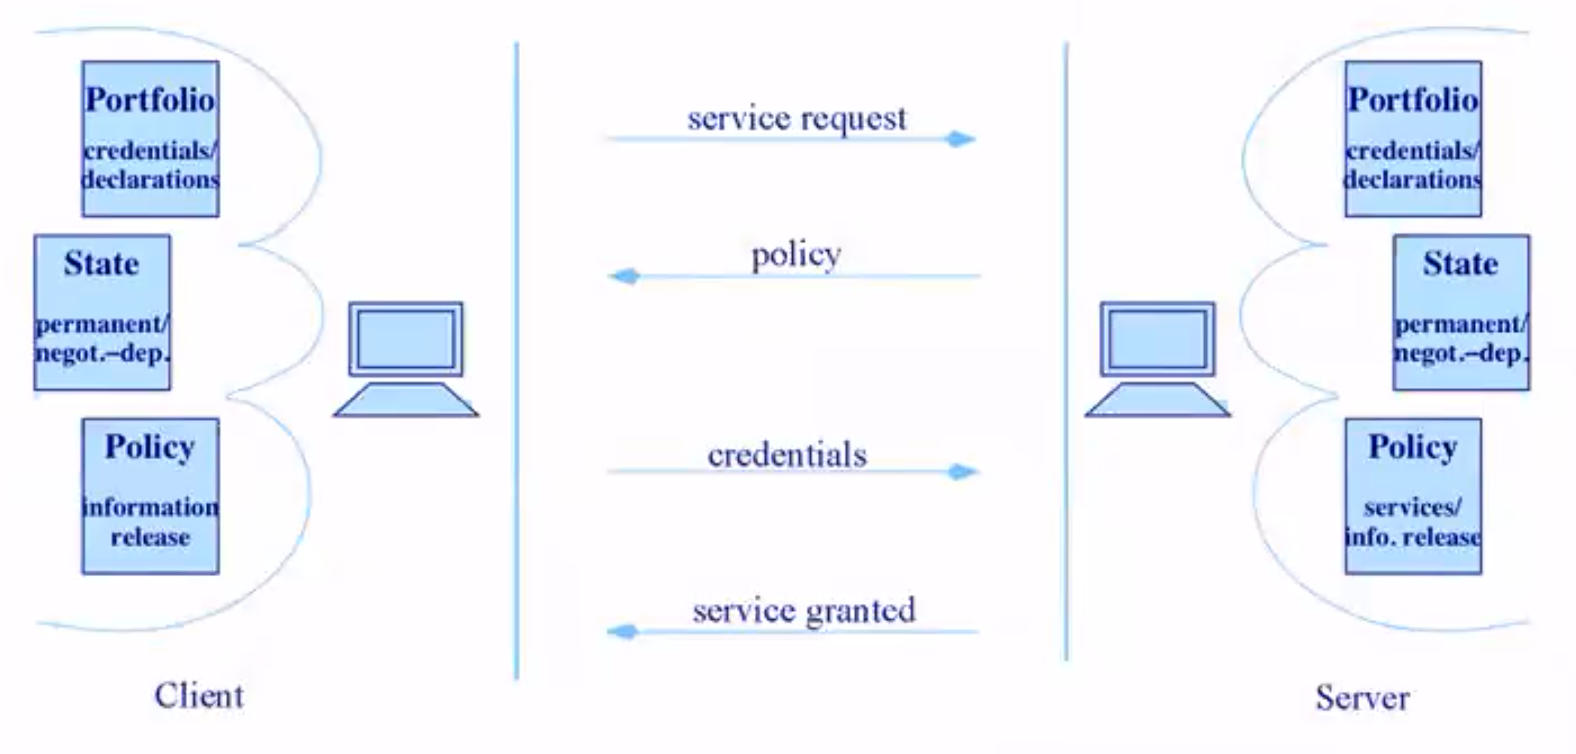 Portfolio
credentials/
declarations
State
permanent/
negot.–dep.
Policy
information
release
Client
service request
policy
credentials
service granted
Portfolio
credentials/
declarations
State
permanent/
negot.–dep.
Policy
services/
info. release
Server